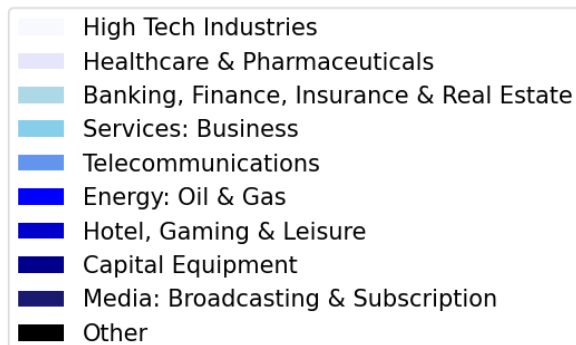 High Tech Industries
Healthcare & Pharmaceuticals
Banking, Finance, Insurance & Real Estate
Services: Business
Telecommunications
Energy: Oil & Gas
Hotel, Gaming & Leisure
Capital Equipment
Media: Broadcasting & Subscription
Other